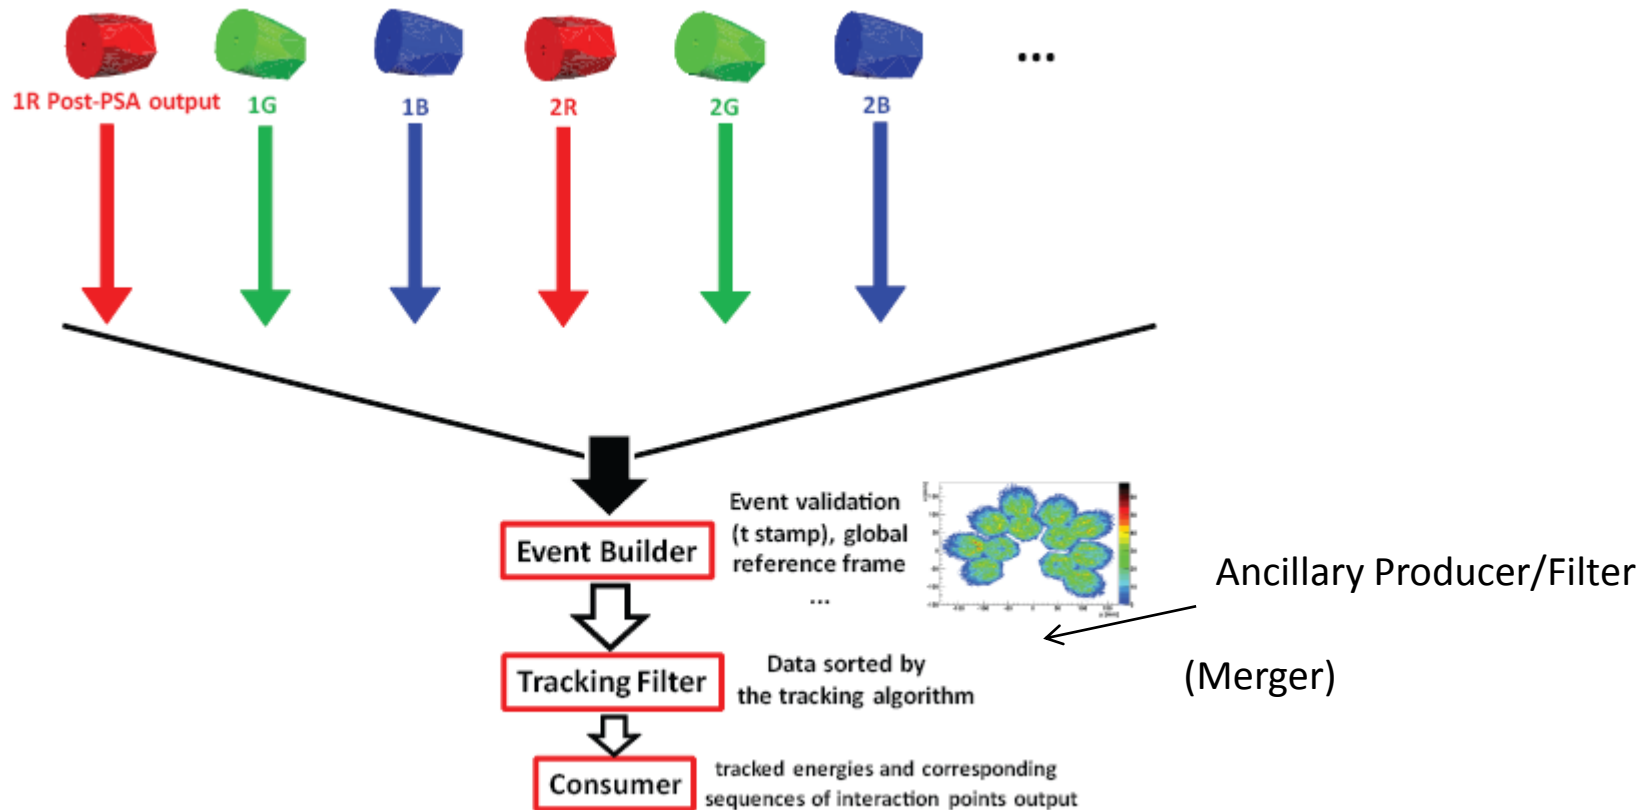 1R Post-PSA output
1G
1B
2R
2G
2B
...
Event Builder
Event validation
(t stamp), global
reference frame
...
Ancillary Producer/Filter
(Merger)
Tracking Filter
Data sorted by
the tracking algorithm
Consumer
tracked energies and corresponding
sequences of interaction points output